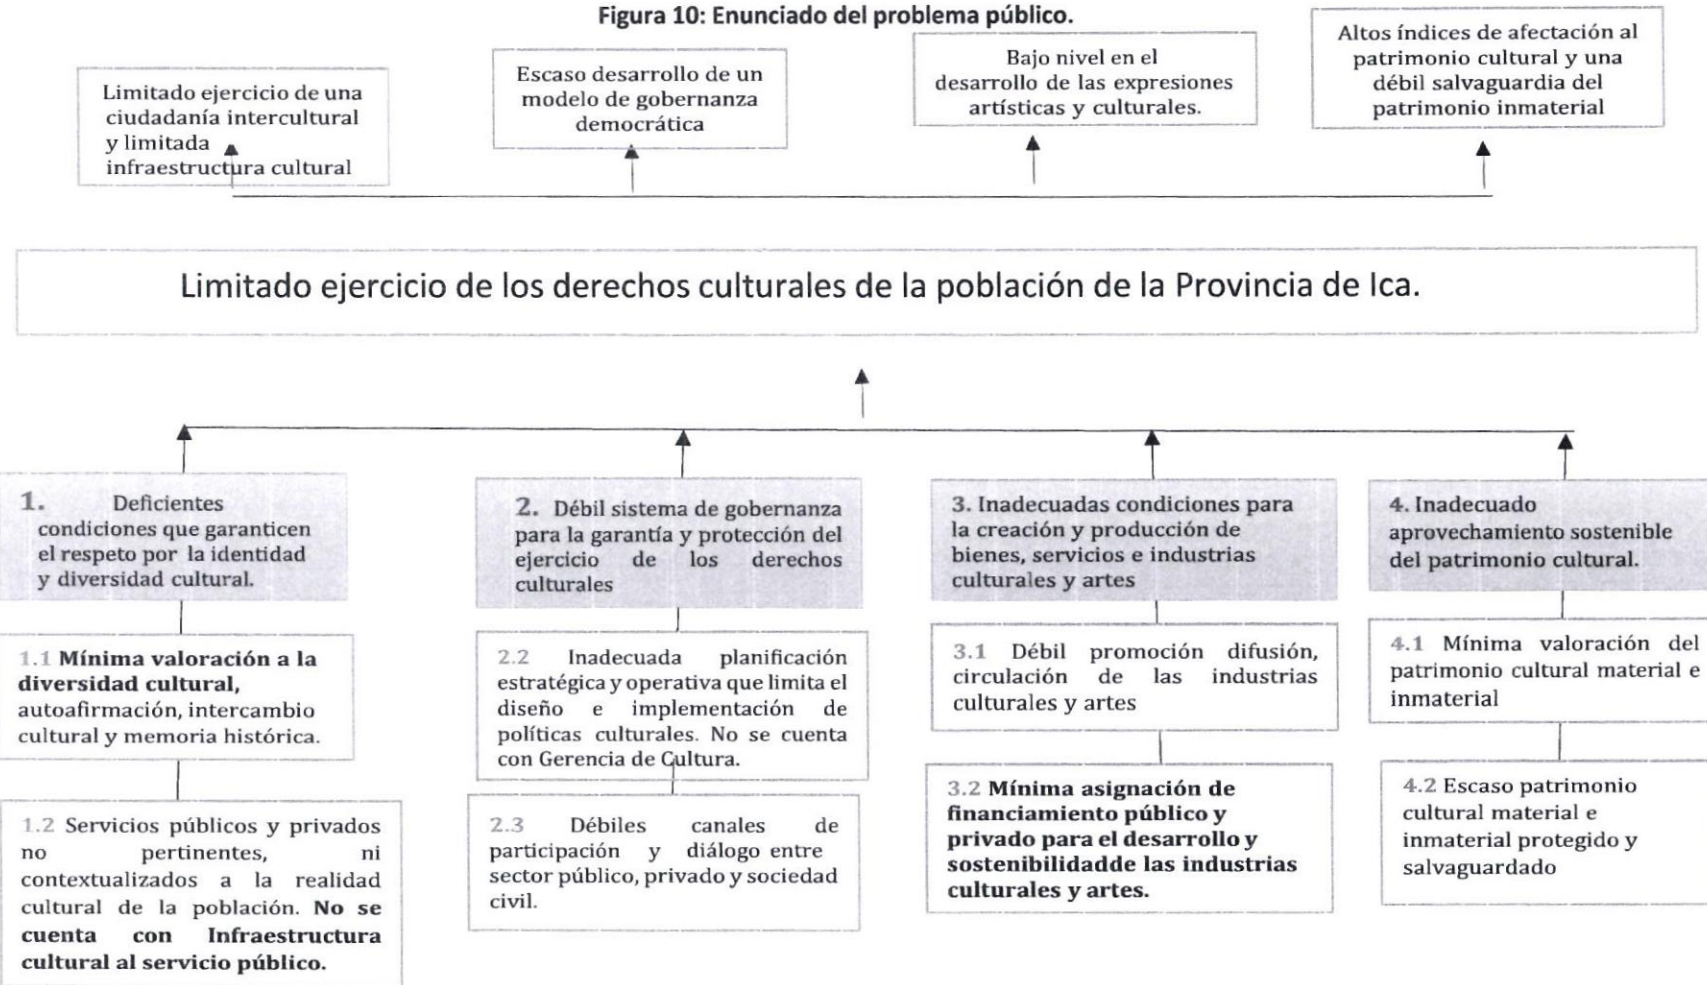 Figura 10: Enunciado del problema público.
Limitado ejercicio de una
ciudadanía intercultural
y limitada
infraestructura cultural
Escaso desarrollo de un
modelo de gobernanza
democrática
Bajo nivel en el
desarrollo de las expresiones
artísticas y culturales.
Altos índices de afectación al
patrimonio cultural y una
débil salvaguardia del
patrimonio inmaterial
Limitado ejercicio de los derechos culturales de la población de la Provincia de Ica.
1. Deficientes
condiciones que garanticen
el respeto por la identidad
y diversidad cultural.
2. Débil sistema de gobernanza
para la garantía y protección del
ejercicio de los derechos
culturales
3. Inadecuadas condiciones para
la creación y producción de
bienes, servicios e industrias
culturales y artes
4. Inadecuado
aprovechamiento sostenible
del patrimonio cultural.
1.1 Mínima valoración a la
diversidad cultural,
autoafirmación, intercambio
cultural y memoria histórica.
2.2 Inadecuada planificación
estratégica y operativa que limita el
diseño e implementación de
políticas culturales. No se cuenta
con Gerencia de Cultura.
3.1 Débil promoción difusión,
circulación de las industrias
culturales y artes
4.1 Mínima valoración del
patrimonio cultural material e
inmaterial
1.2 Servicios públicos y privados
no pertinentes, ni
contextualizados a la realidad
cultural de la población. No se
cuenta con Infraestructura
cultural al servicio público.
2.3 Débiles canales de
participación y diálogo entre
sector público, privado y sociedad
civil.
3.2 Mínima asignación de
financiamiento público y
privado para el desarrollo y
sostenibilidadde las industrias
culturales y artes.
4.2 Escaso patrimonio
cultural material e
inmaterial protegido y
salvaguardado